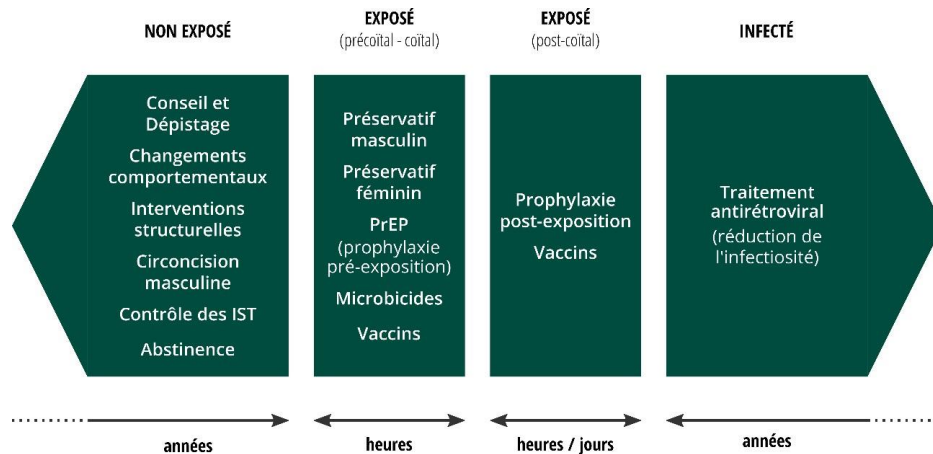 NON EXPOSÉ
Conseil et
Dépistage
Changements
comportementaux
Interventions
structurelles
Circoncision
masculine
Contrôle des IST
Abstinence
années
EXPOSÉ
(précoïtal - coïtal)
Préservatif
masculin
Préservatif
féminin
PrEP
(prophylaxie
pré-exposition)
Microbicides
Vaccins
heures
EXPOSÉ
(post-coïtal)
Prophylaxie
post-exposition
Vaccins
heures / jours
INFECTÉ
Traitement
antirétroviral
(réduction de
l'infectiosité)
années